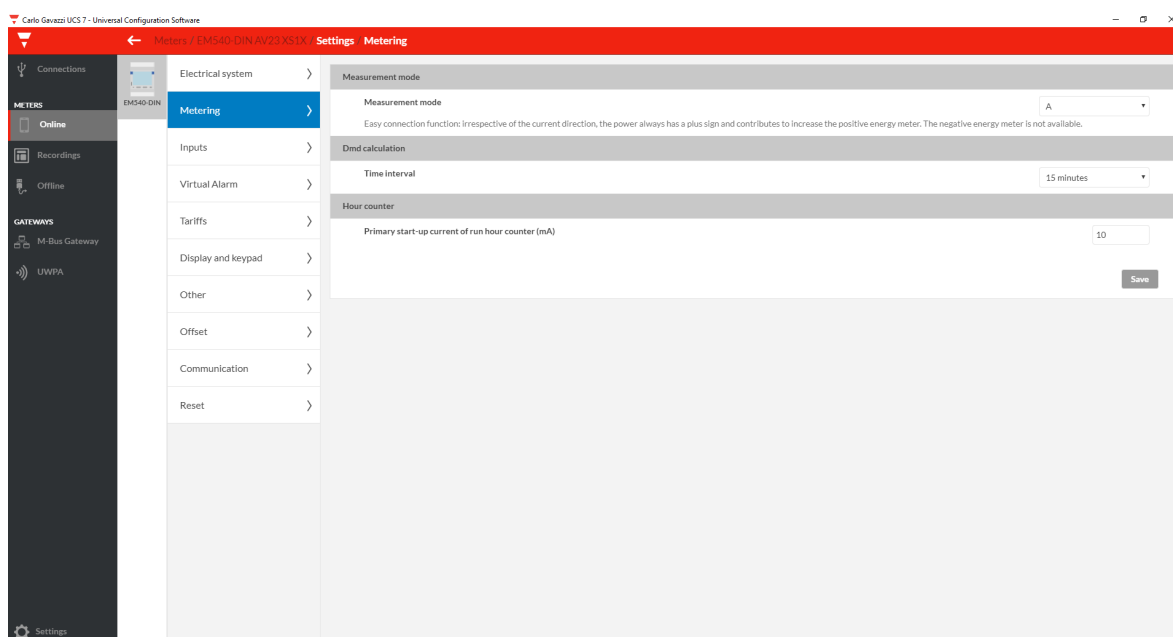 Carlo Gavazzi UCS 7 - Universal Configuration Software
Meters / EM540-DIN AV23 XS1X / Settings / Metering
Connections
METERS
Online
Recordings
Offline
GATEWAYS
M-Bus Gateway
UWPA
Settings
EM540-DIN
Electrical system
Metering
Inputs
Virtual Alarm
Tariffs
Display and keypad
Other
Offset
Communication
Reset
Measurement mode
Measurement mode
A
Easy connection function: irrespective of the current direction, the power always has a plus sign and contributes to increase the positive energy meter. The negative energy meter is not available.
Dmd calculation
Time interval
15 minutes
Hour counter
Primary start-up current of run hour counter (mA)
10
Save